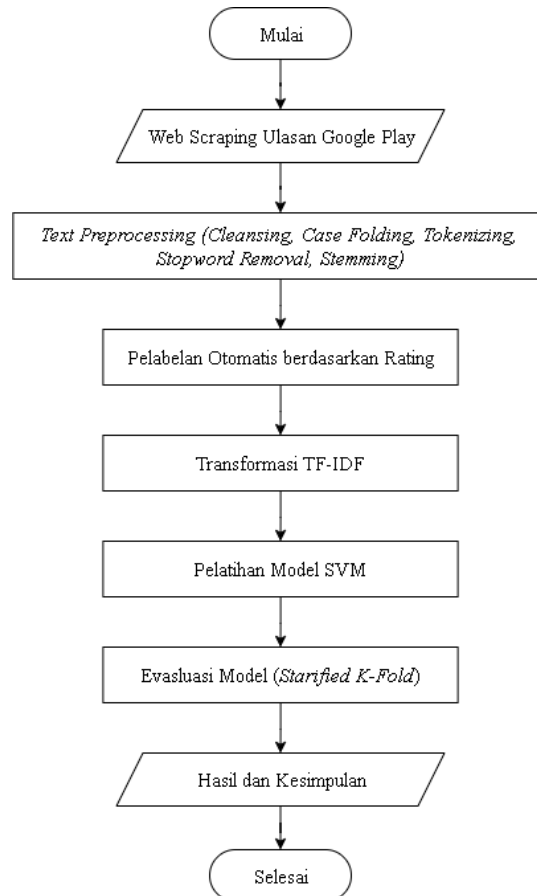 Mulai
Web Scraping Ulasan Google Play
Text Preprocessing (Cleansing, Case Folding, Tokenizing,
Stopword Removal, Stemming)
Pelabelan Otomatis berdasarkan Rating
Transformasi TF-IDF
Pelatihan Model SVM
Evasluasi Model (Starified K-Fold)
Hasil dan Kesimpulan
Selesai